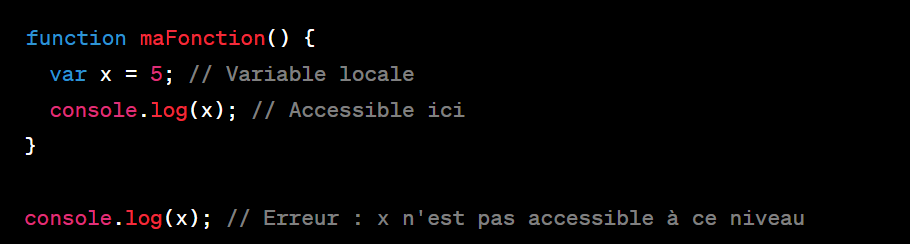 function maFonction() {
  var x = 5; // Variable locale
  console.log(x); // Accessible ici
}

console.log(x); // Erreur : x n'est pas accessible à ce niveau